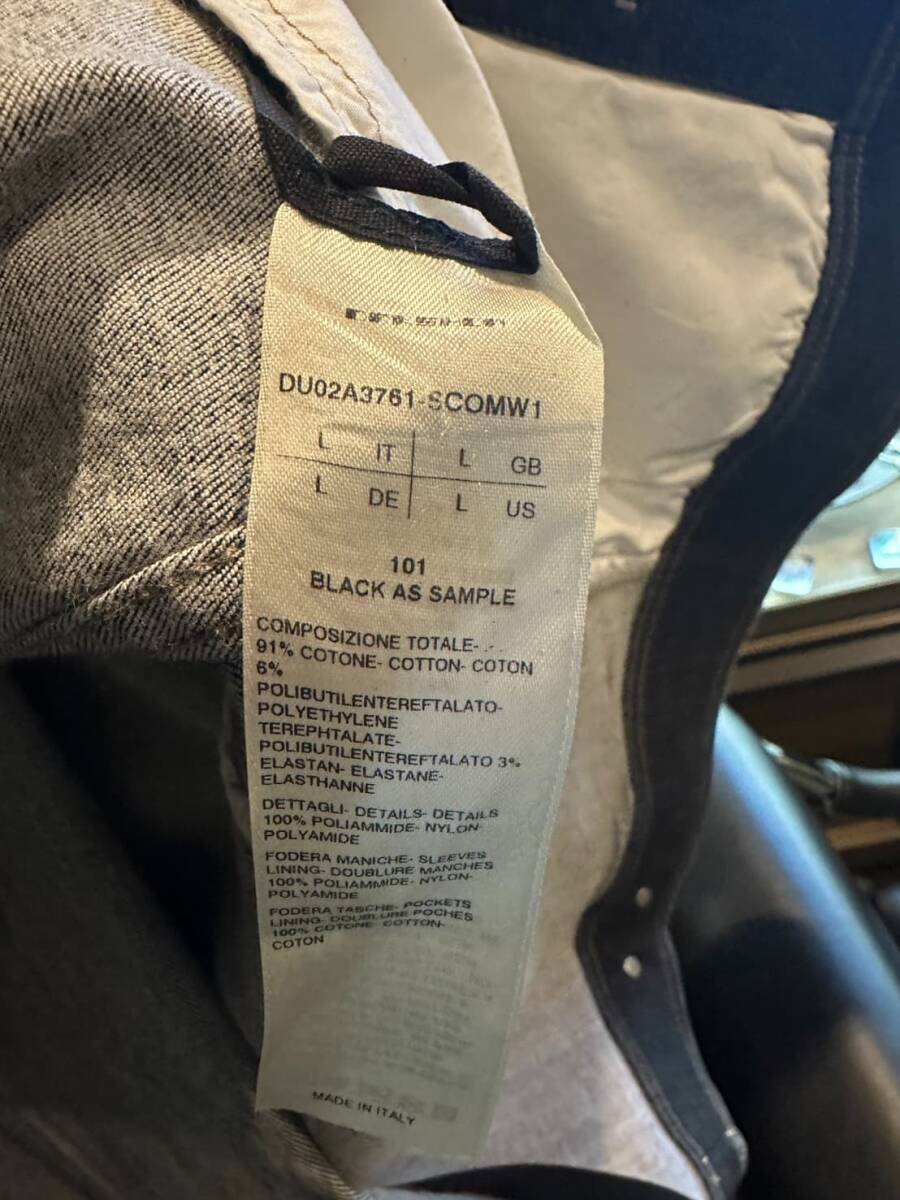 DU02A3761-SCOMW1
L IT L GB
L DE L US
101
BLACK AS SAMPLE
COMPOSIZIONE TOTALE-
91% COTONE- COTTON- COTON
6%
POLIBUTILENTEREFTALATO-
POLYETHYLENE
TEREPHTALATE-
POLIBUTILENTEREFTALATO 3%
ELASTAN- ELASTANE-
ELASTHANNE
DETTAGLI- DETAILS- DETAILS
100% POLIAMMIDE- NYLON-
POLYAMIDE
FODERA MANICHE- SLEEVES
LINING- DOUBLURE MANCHES
100% POLIAMMIDE- NYLON-
POLYAMIDE
FODERA TASCHE- POCKETS
LINING- DOUBLURE POCHES
100% COTONE- COTTON-
COTON
MADE IN ITALY